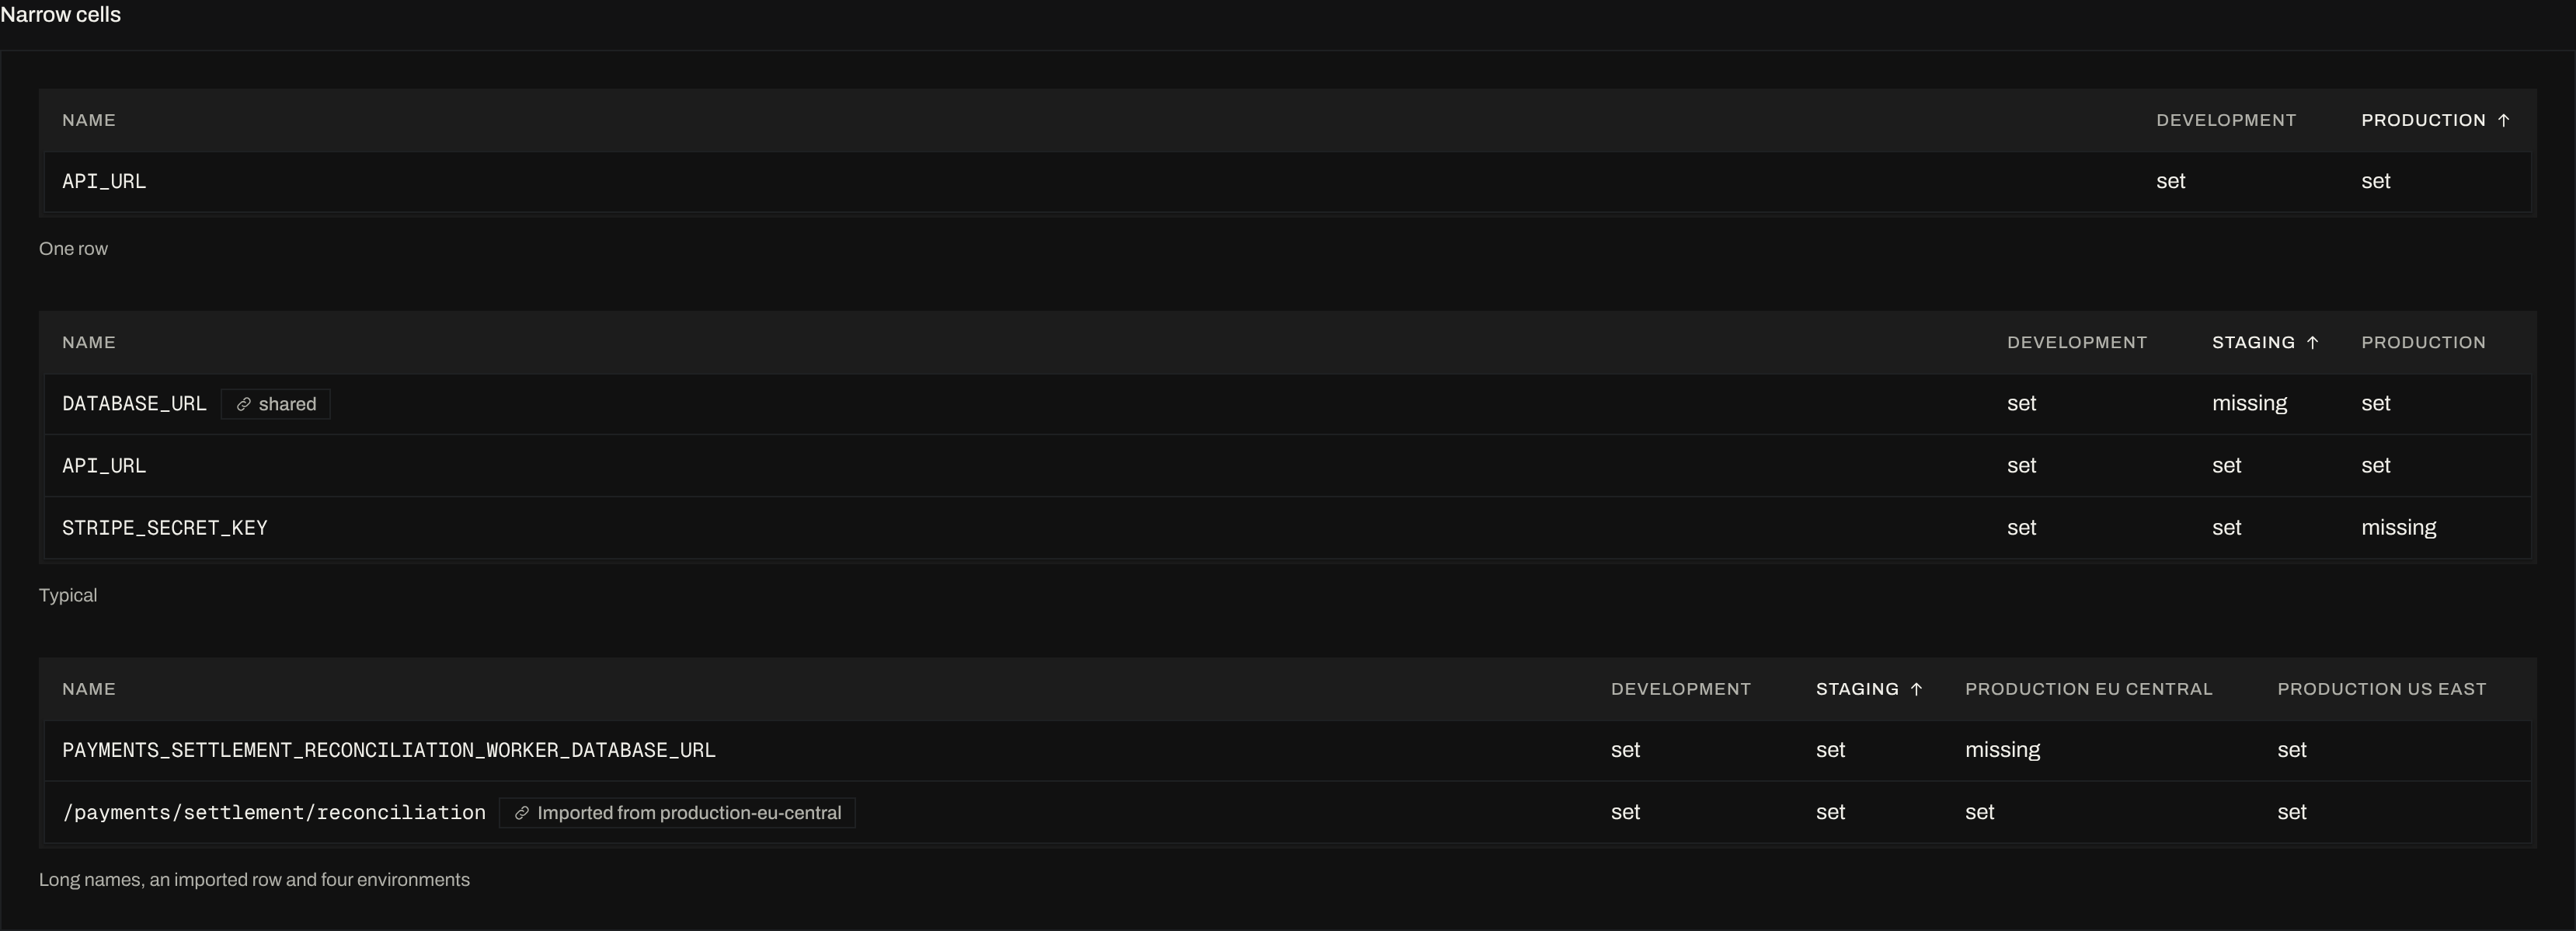 Narrow cells
NAME DEVELOPMENT PRODUCTION ↑
API_URL set set
One row
NAME DEVELOPMENT STAGING ↑ PRODUCTION
DATABASE_URL shared set missing set
API_URL set set set
STRIPE_SECRET_KEY set set missing
Typical
NAME DEVELOPMENT STAGING ↑ PRODUCTION EU CENTRAL PRODUCTION US EAST
PAYMENTS_SETTLEMENT_RECONCILIATION_WORKER_DATABASE_URL set set missing set
/payments/settlement/reconciliation Imported from production-eu-central set set set set
Long names, an imported row and four environments